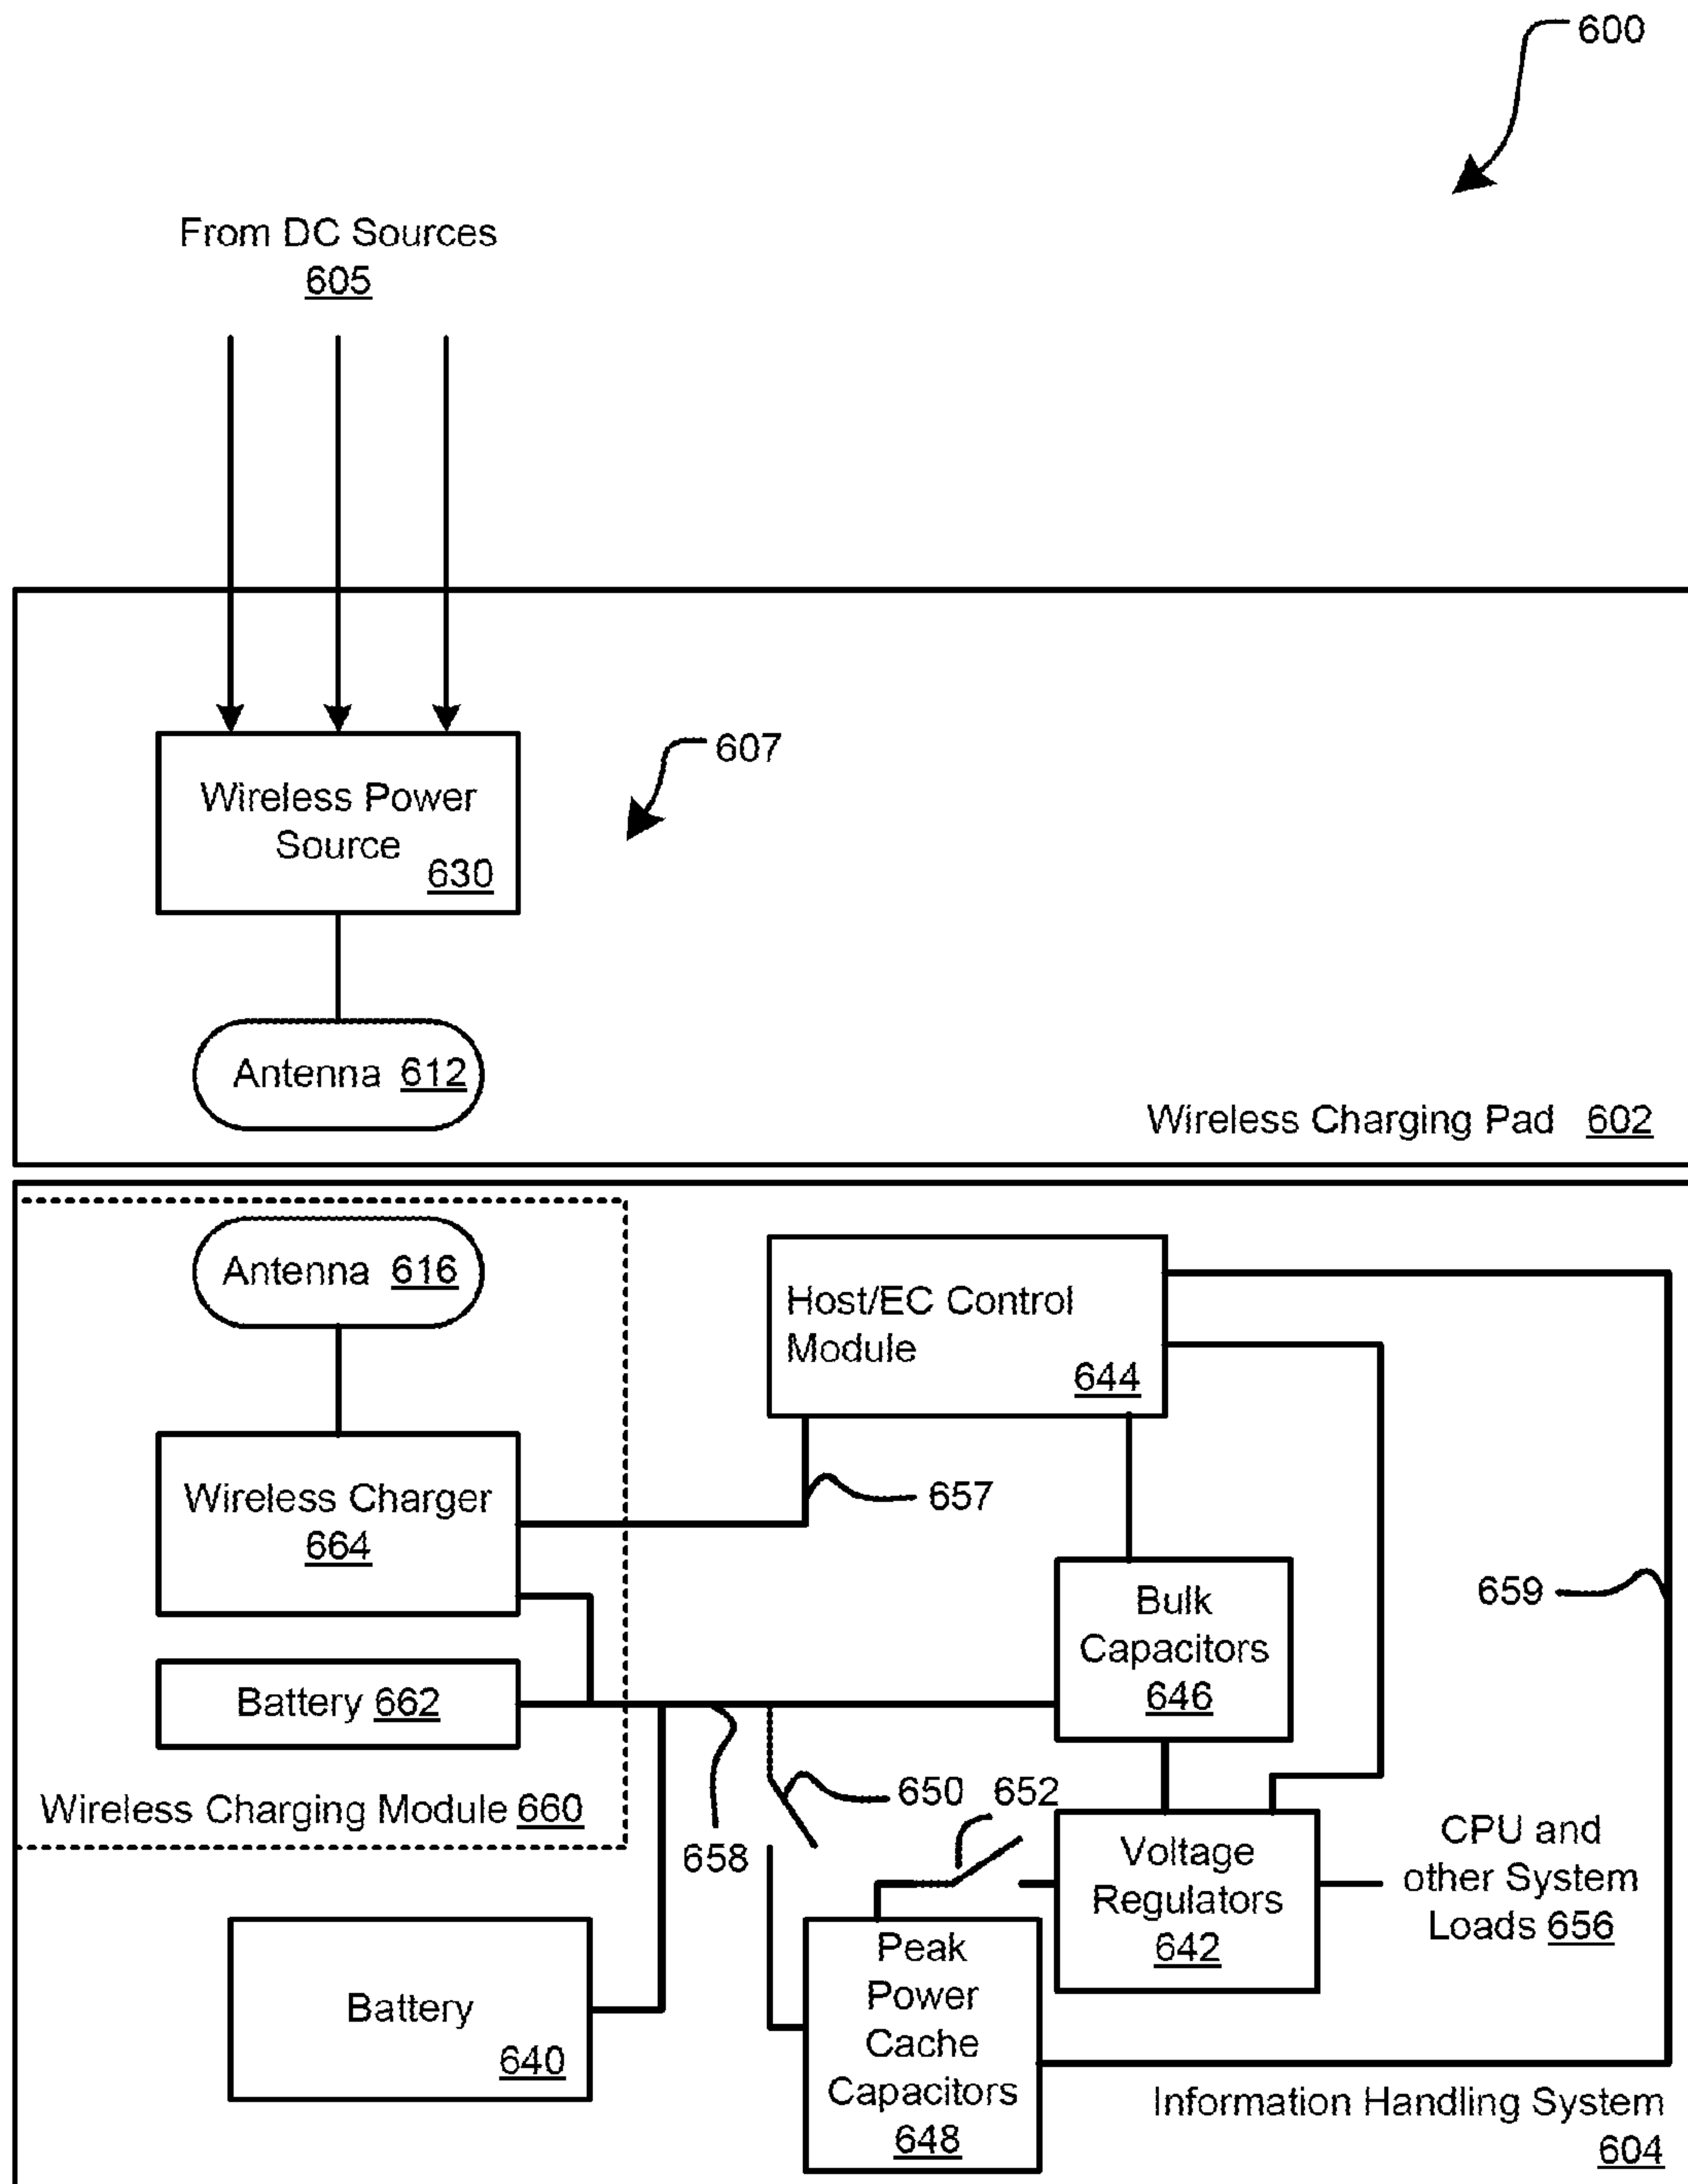 600
From DC Sources
605
607
Wireless Power
Source
630
Antenna 612
Wireless Charging Pad 602
Antenna 616
Host/EC Control
Module
644
Wireless Charger
664
657
Bulk
Capacitors
646
659
Battery 662
Wireless Charging Module 660
658
650
652
Voltage
Regulators
642
CPU and
other System
Loads 656
Battery
640
Peak
Power
Cache
Capacitors
648
Information Handling System
604